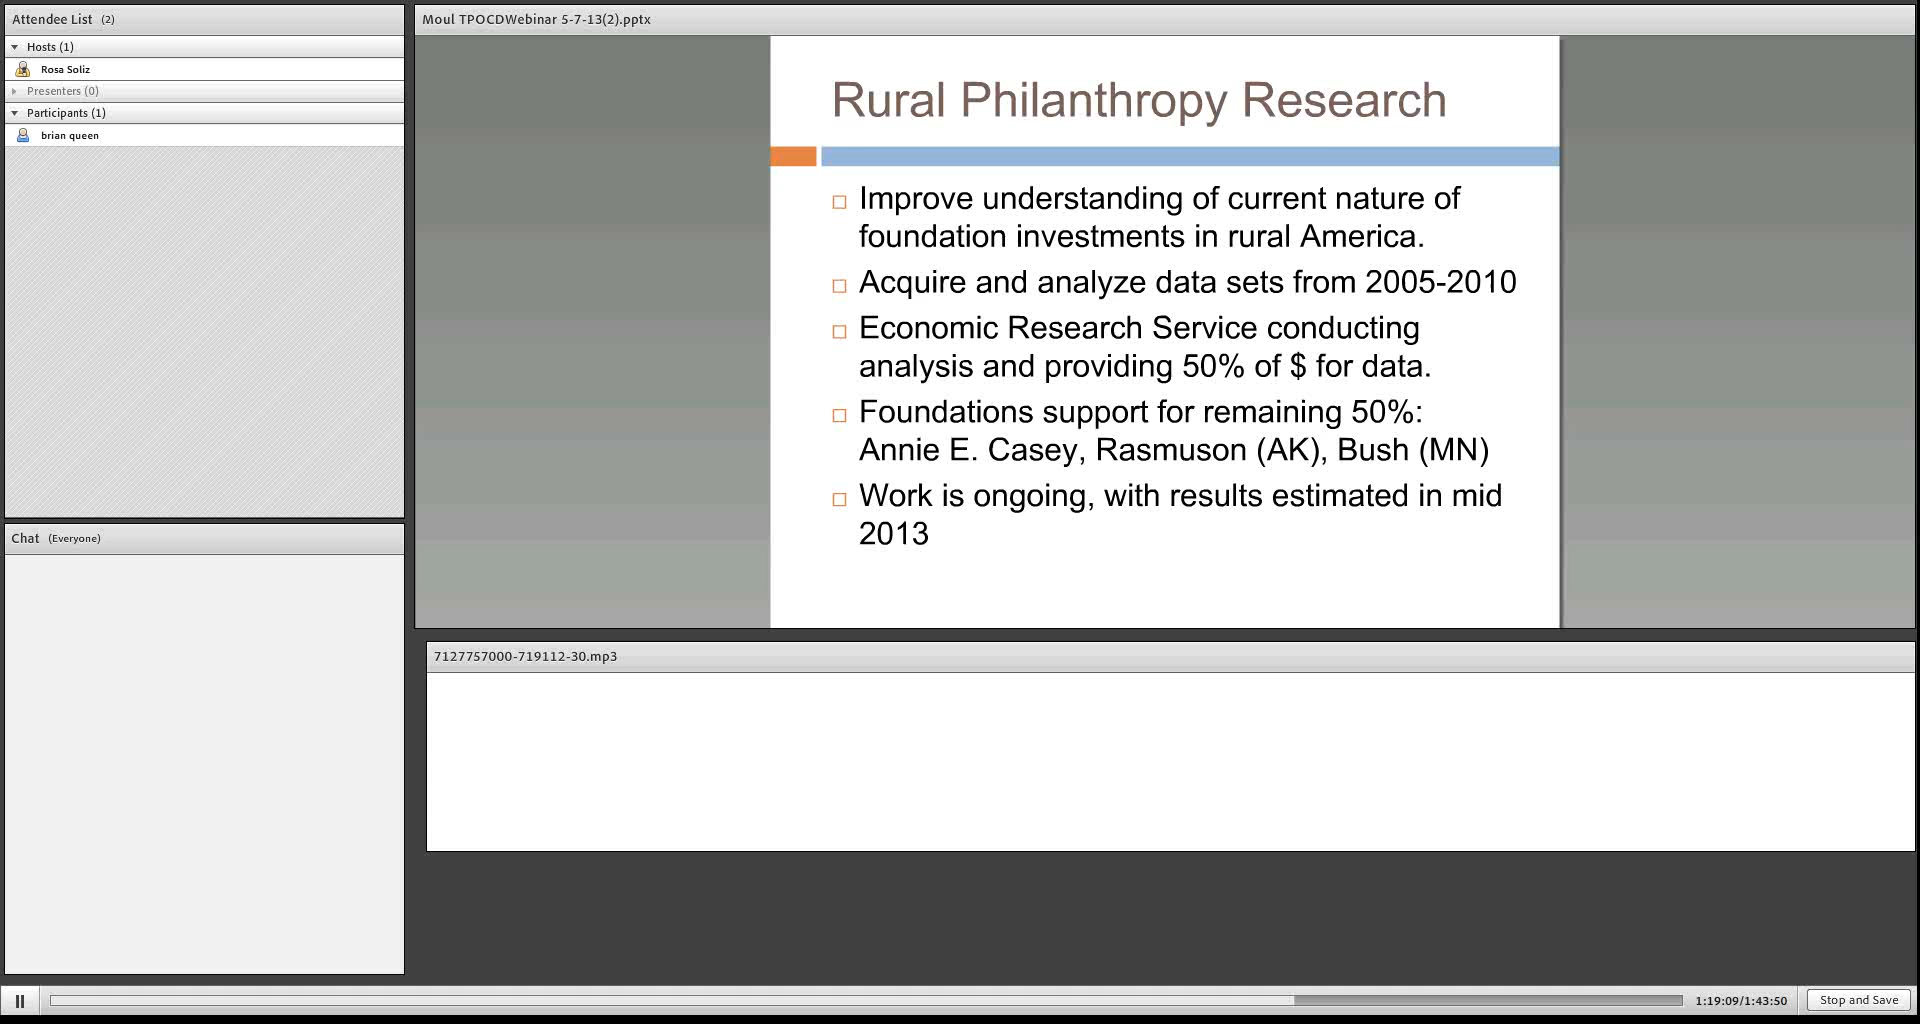 Attendee List (2)
Hosts (1)
Rosa Soliz
Presenters (0)
Participants (1)
brian queen
Chat (Everyone)
Moul TPOCDWebinar 5-7-13(2).pptx
Rural Philanthropy Research
Improve understanding of current nature of
foundation investments in rural America.
Acquire and analyze data sets from 2005-2010
Economic Research Service conducting
analysis and providing 50% of $ for data.
Foundations support for remaining 50%:
Annie E. Casey, Rasmuson (AK), Bush (MN)
Work is ongoing, with results estimated in mid
2013
7127757000-719112-30.mp3
1:19:09/1:43:50
Stop and Save